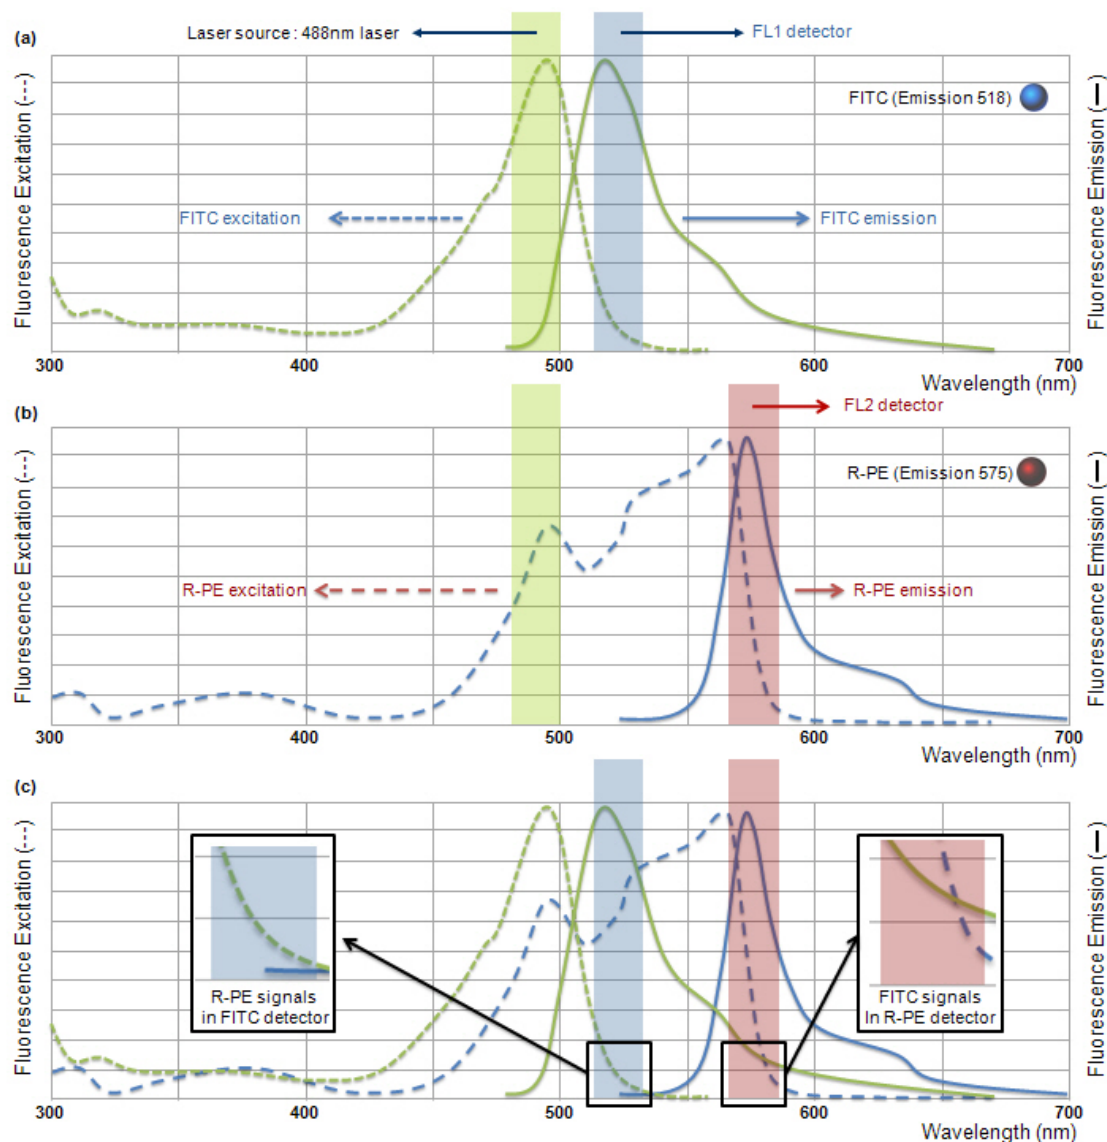 (a)
Laser source : 488nm laser
FL1 detector
Fluorescence Excitation (---)
FITC (Emission 518)
Fluorescence Emission (—)
FITC excitation
FITC emission
300 400 500 600 700
Wavelength (nm)
(b)
FL2 detector
Fluorescence Excitation (---)
R-PE (Emission 575)
Fluorescence Emission (—)
R-PE excitation
R-PE emission
300 400 500 600 700
Wavelength (nm)
(c)
Fluorescence Excitation (---)
Fluorescence Emission (—)
R-PE signals
in FITC detector
FITC signals
In R-PE detector
300 400 500 600 700
Wavelength (nm)